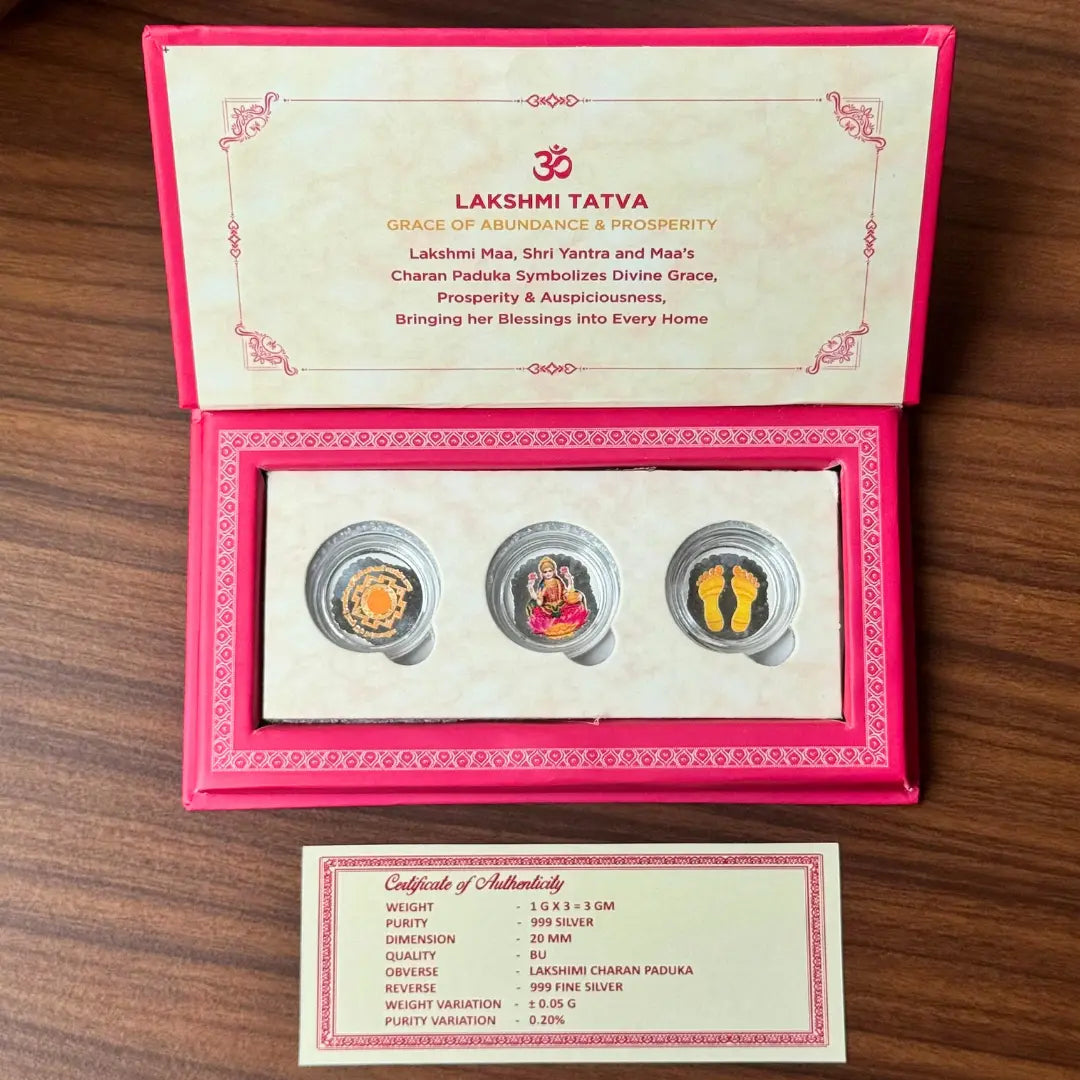 ॐ
LAKSHMI TATVA
GRACE OF ABUNDANCE & PROSPERITY
Lakshmi Maa, Shri Yantra and Maa's
Charan Paduka Symbolizes Divine Grace,
Prosperity & Auspiciousness,
Bringing her Blessings into Every Home
Certificate of Authenticity
WEIGHT - 1 G X 3 = 3 GM
PURITY - 999 SILVER
DIMENSION - 20 MM
QUALITY - BU
OBVERSE - LAKSHIMI CHARAN PADUKA
REVERSE - 999 FINE SILVER
WEIGHT VARIATION - ± 0.05 G
PURITY VARIATION - 0.20%